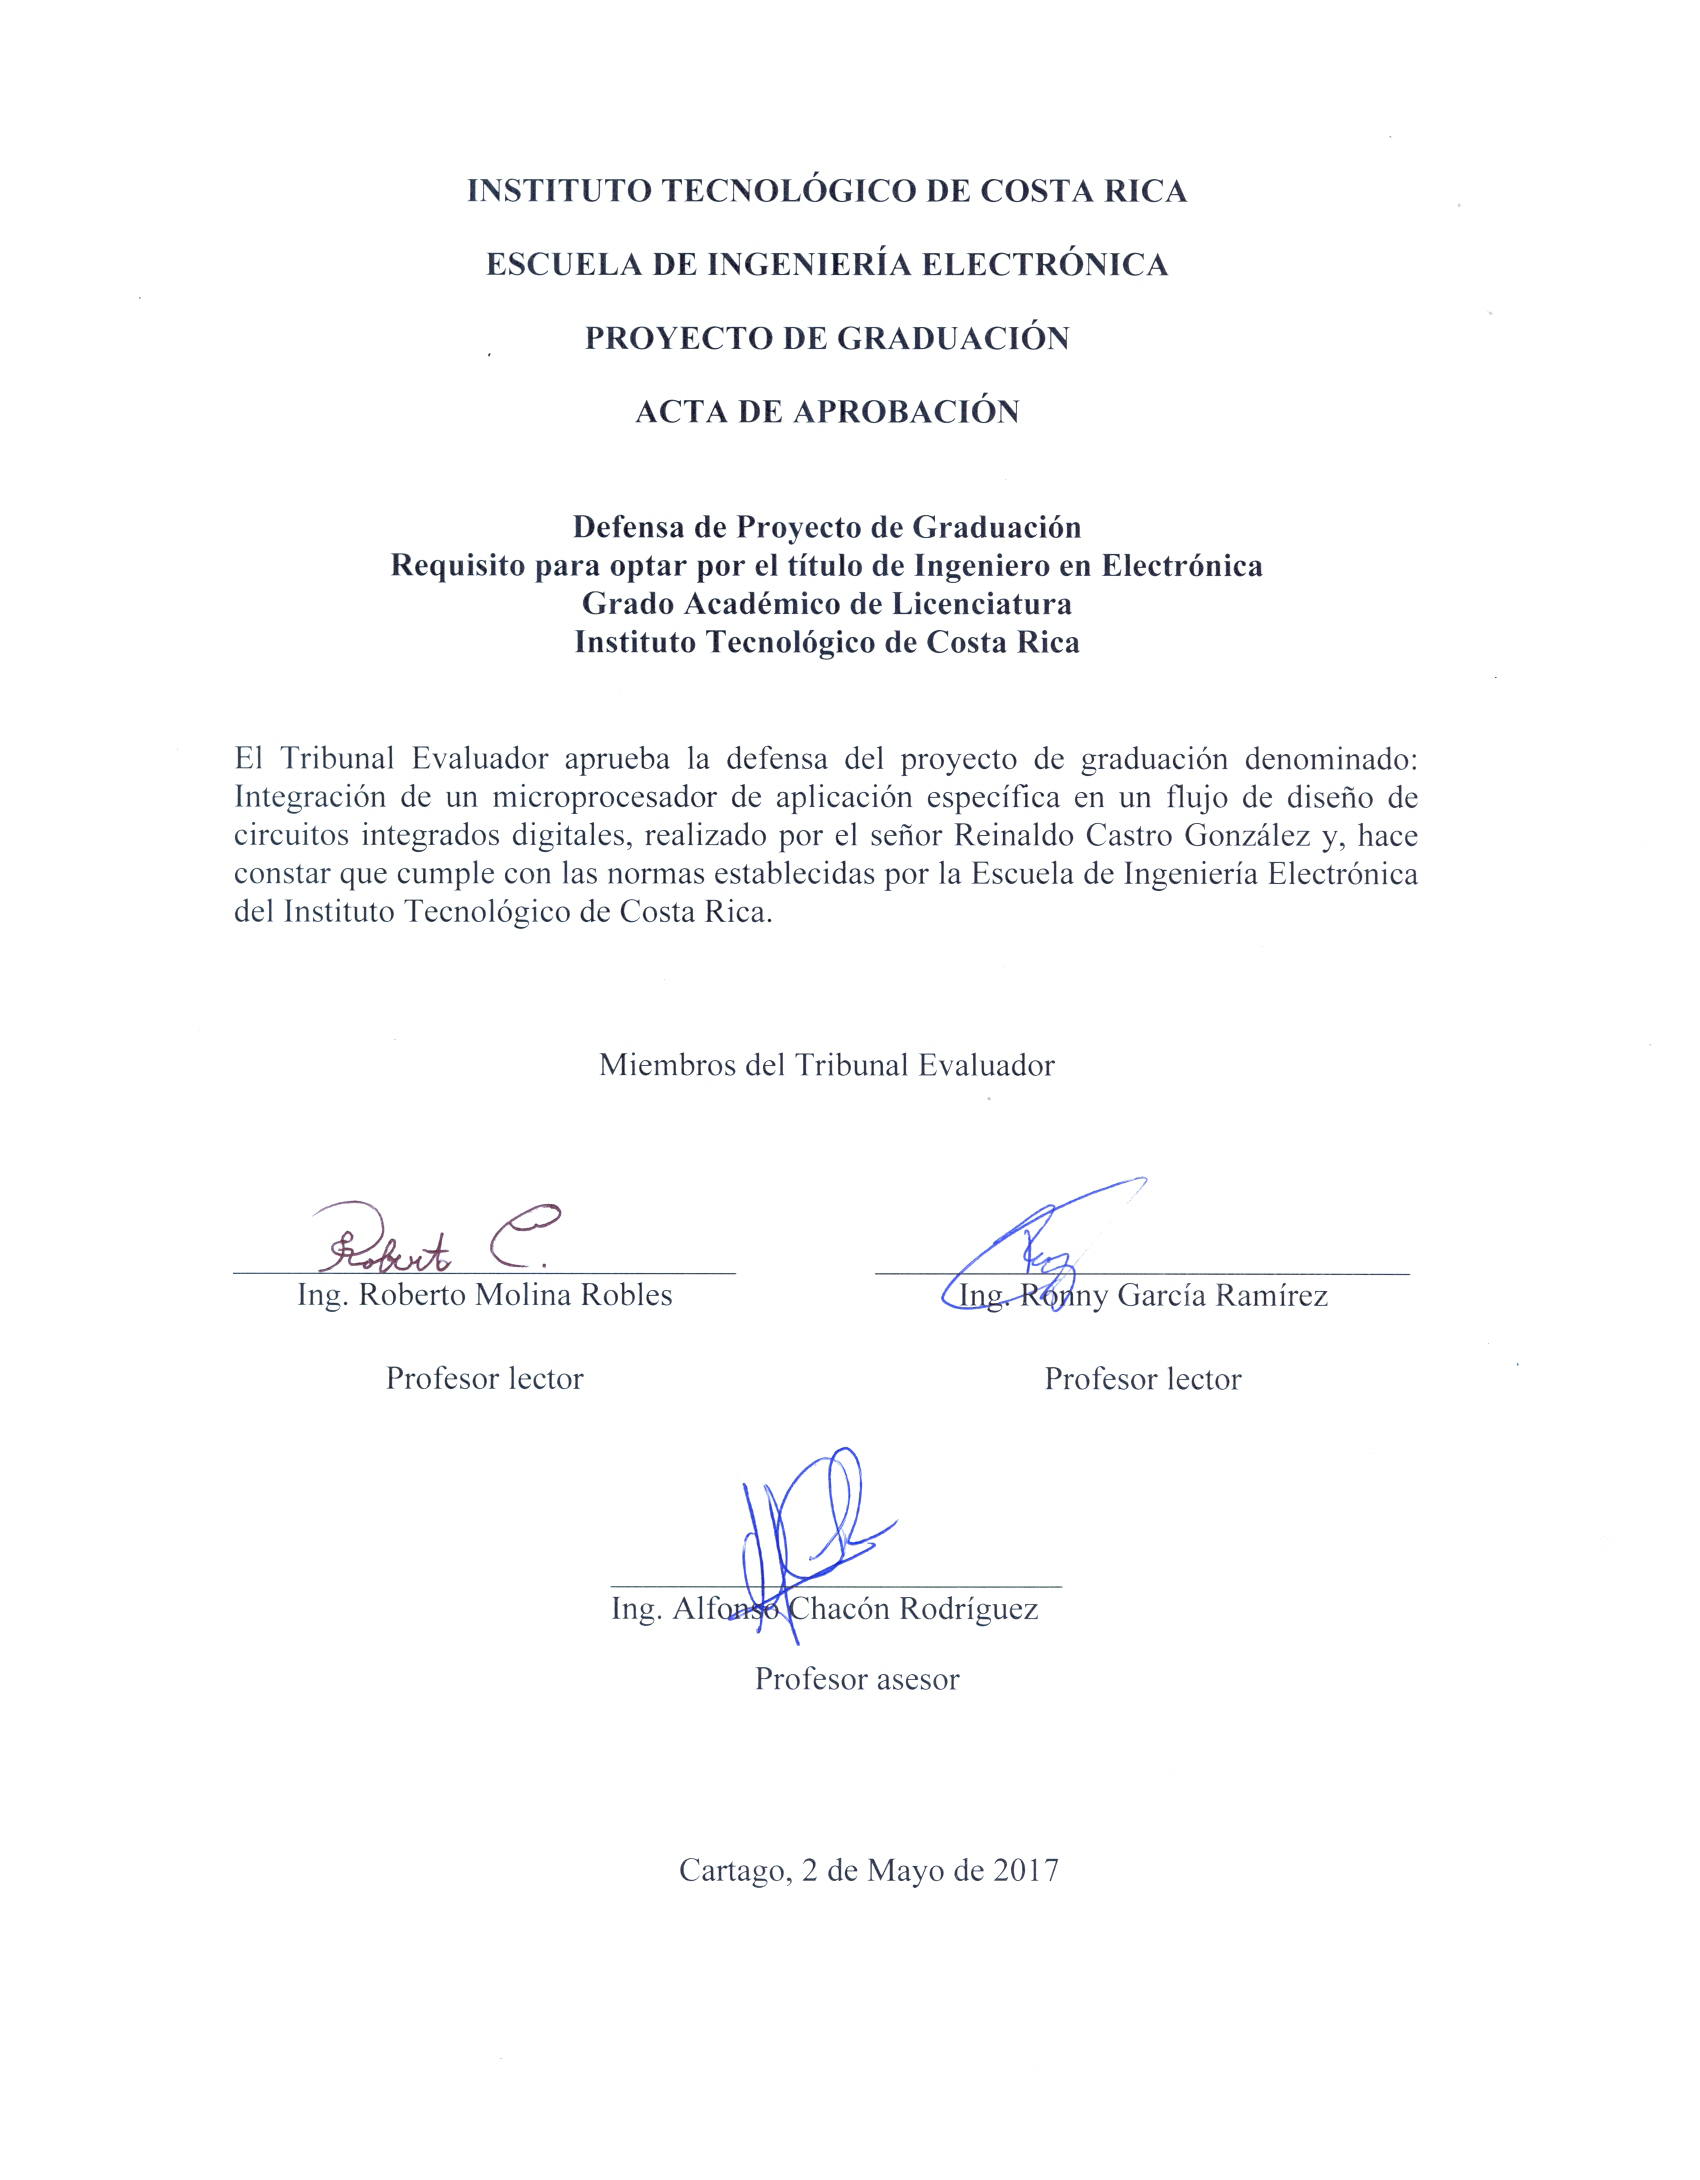 INSTITUTO TECNOLÓGICO DE COSTA RICA
ESCUELA DE INGENIERÍA ELECTRÓNICA
PROYECTO DE GRADUACIÓN
ACTA DE APROBACIÓN
Defensa de Proyecto de Graduación
Requisito para optar por el título de Ingeniero en Electrónica
Grado Académico de Licenciatura
Instituto Tecnológico de Costa Rica
El Tribunal Evaluador aprueba la defensa del proyecto de graduación denominado:
Integración de un microprocesador de aplicación específica en un flujo de diseño de
circuitos integrados digitales, realizado por el señor Reinaldo Castro González y, hace
constar que cumple con las normas establecidas por la Escuela de Ingeniería Electrónica
del Instituto Tecnológico de Costa Rica.
Miembros del Tribunal Evaluador
Roberto C.
Ing. Roberto Molina Robles
Ing. Ronny García Ramírez
Profesor lector
Profesor lector
Ing. Alfonso Chacón Rodríguez
Profesor asesor
Cartago, 2 de Mayo de 2017